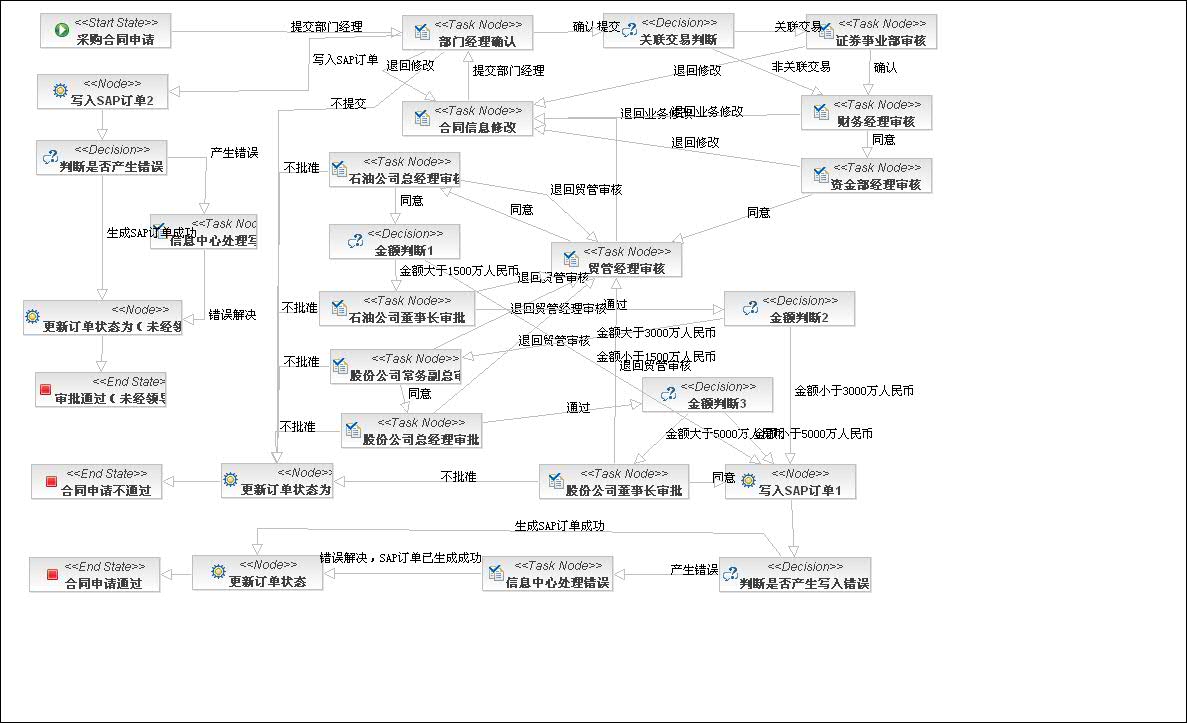 <<Start State>>
采购合同申请
提交部门经理
<<Task Node>>
部门经理确认
确认提交
<<Decision>>
关联交易判断
关联交易
<<Task Node>>
证券事业部审核
写入SAP订单
退回修改
提交部门经理
退回修改
非关联交易
确认
<<Node>>
写入SAP订单2
不提交
<<Task Node>>
合同信息修改
退回业务修改
退回业务修改
<<Task Node>>
财务经理审核
<<Decision>>
判断是否产生错误
产生错误
退回修改
同意
不批准
<<Task Node>>
石油公司总经理审核
<<Task Node>>
资金部经理审核
同意
退回贸管审核
同意
同意
<<Task Nod
信息中心处理写
生成SAP订单成功
<<Decision>>
金额判断1
<<Task Node>>
贸管经理审核
金额大于1500万人民币
退回贸管审核
<<Node>>
更新订单状态为(未经领
错误解决
不批准
<<Task Node>>
石油公司董事长审批
退回贸管经理审核
通过
<<Decision>>
金额判断2
退回贸管审核
金额大于3000万人民币
金额小于1500万人民币
退回贸管审核
不批准
<<Task Node>>
股份公司常务副总审
<<End State>
审批通过(未经领导
同意
<<Decision>>
金额判断3
金额小于3000万人民币
通过
不批准
<<Task Node>>
股份公司总经理审批
金额大于5000万人民币
金额小于5000万人民币
<<End State>>
合同申请不通过
<<Node>>
更新订单状态为
不批准
<<Task Node>>
股份公司董事长审批
同意
<<Node>>
写入SAP订单1
生成SAP订单成功
<<End State>>
合同申请通过
<<Node>>
更新订单状态
错误解决，SAP订单已生成成功
<<Task Node>>
信息中心处理错误
产生错误
<<Decision>>
判断是否产生写入错误